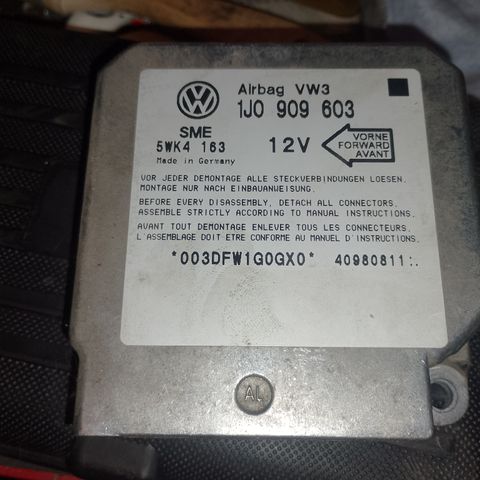 Airbag VW3
1J0 909 603
SME
5WK4 163
Made in Germany
12V
VORNE
FORWARD
AVANT
VOR JEDER DEMONTAGE ALLE STECKVERBINDUNGEN LOESEN.
MONTAGE NUR NACH EINBAUANWEISUNG.
BEFORE EVERY DISASSEMBLY, DETACH ALL CONNECTORS.
ASSEMBLE STRICTLY ACCORDING TO MANUAL INSTRUCTIONS.
AVANT TOUT DEMONTAGE ENLEVER TOUS LES CONNECTEURS.
L'ASSEMBLAGE DOIT ETRE CONFORME AU MANUEL D'INSTRUCTIONS.
*003DFW1G0GX0* 40980811:.
AL